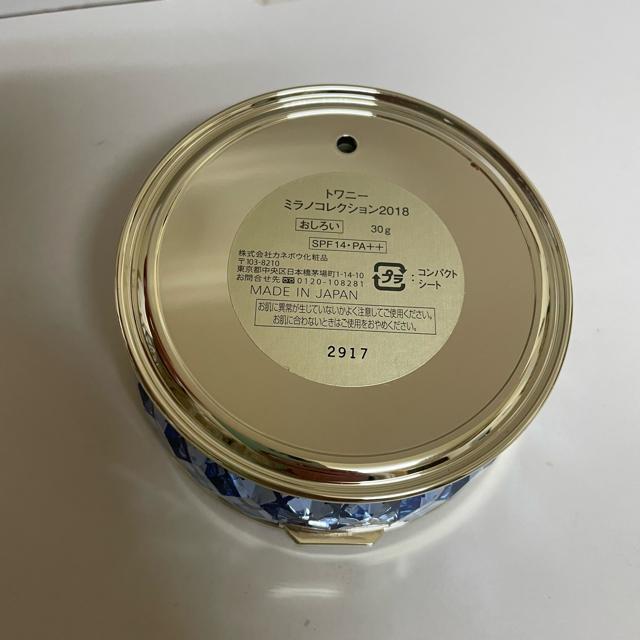 トワニー
ミラノコレクション2018
おしろい 30g
SPF14・PA++
株式会社カネボウ化粧品
〒103-8210
東京都中央区日本橋茅場町1-14-10
お問い合わせ先 0120-108281
プラ :コンパクト
シート
MADE IN JAPAN
お肌に異常が生じていないかよく注意してご使用ください。
お肌に合わないときはご使用をおやめください。
2917